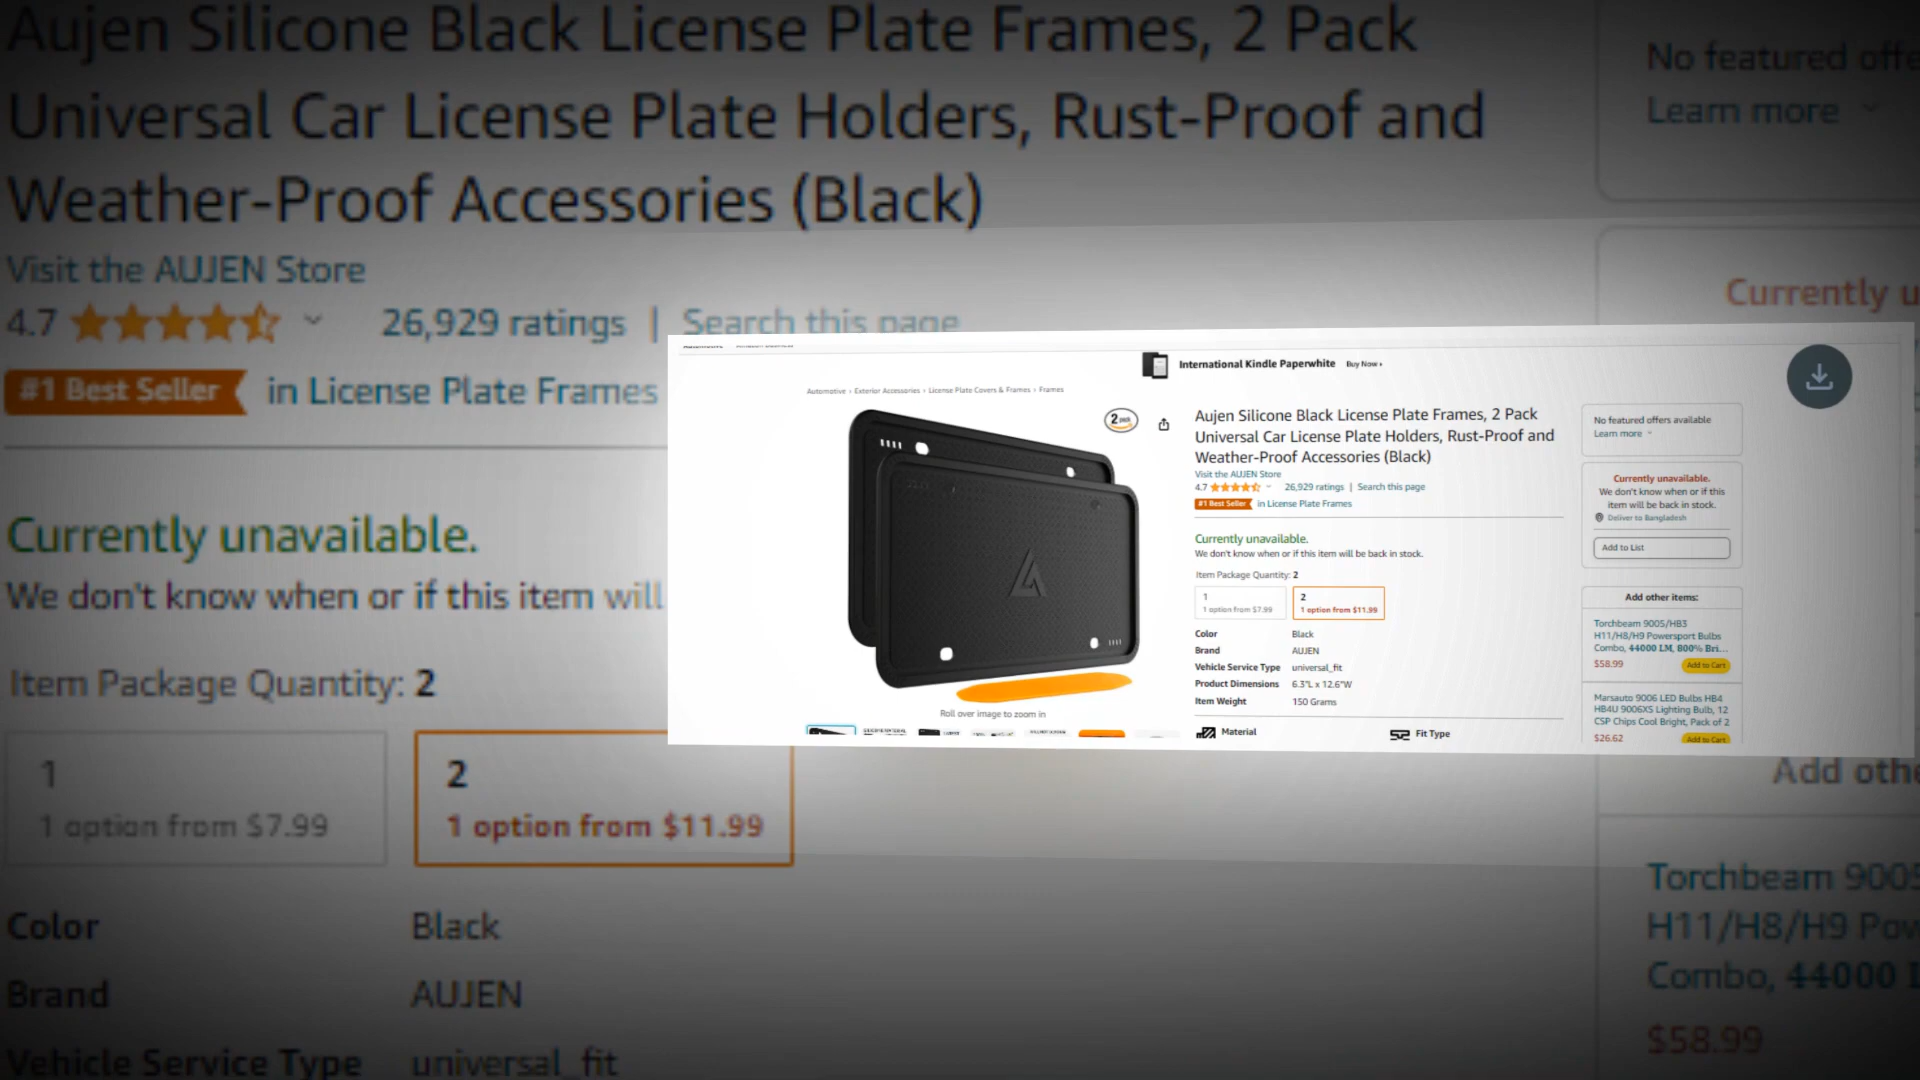 Aujen Silicone Black License Plate Frames, 2 Pack
Universal Car License Plate Holders, Rust-Proof and
Weather-Proof Accessories (Black)
Visit the AUJEN Store
4.7
26,929 ratings | Search this page
#1 Best Seller in License Plate Frames
Currently unavailable.
We don't know when or if this item will
Item Package Quantity: 2
1
1 option from $7.99
2
1 option from $11.99
Color Black
Brand AUJEN
Vehicle Service Type universal_fit
No featured offe
Learn more
Currently u
Add othe
Torchbeam 9005
H11/H8/H9 Pow
Combo, 44000 L
$58.99
International Kindle Paperwhite Buy Now
Automotive › Exterior Accessories › License Plate Covers & Frames › Frames
2 pack
Roll over image to zoom in
Aujen Silicone Black License Plate Frames, 2 Pack
Universal Car License Plate Holders, Rust-Proof and
Weather-Proof Accessories (Black)
Visit the AUJEN Store
4.7
26,929 ratings | Search this page
#1 Best Seller in License Plate Frames
Currently unavailable.
We don't know when or if this item will be back in stock.
Item Package Quantity: 2
1
1 option from $7.99
2
1 option from $11.99
Color Black
Brand AUJEN
Vehicle Service Type universal_fit
Product Dimensions 6.3"L x 12.6"W
Item Weight 150 Grams
Material
Fit Type
No featured offers available
Learn more
Currently unavailable.
We don't know when or if this
item will be back in stock.
Deliver to Bangladesh
Add to List
Add other items:
Torchbeam 9005/HB3
H11/H8/H9 Powersport Bulbs
Combo, 44000 LM, 800% Bri...
$58.99
Add to Cart
Marsauto 9006 LED Bulbs HB4
HB4U 9006XS Lighting Bulb, 12
CSP Chips Cool Bright, Pack of 2
$26.62
Add to Cart